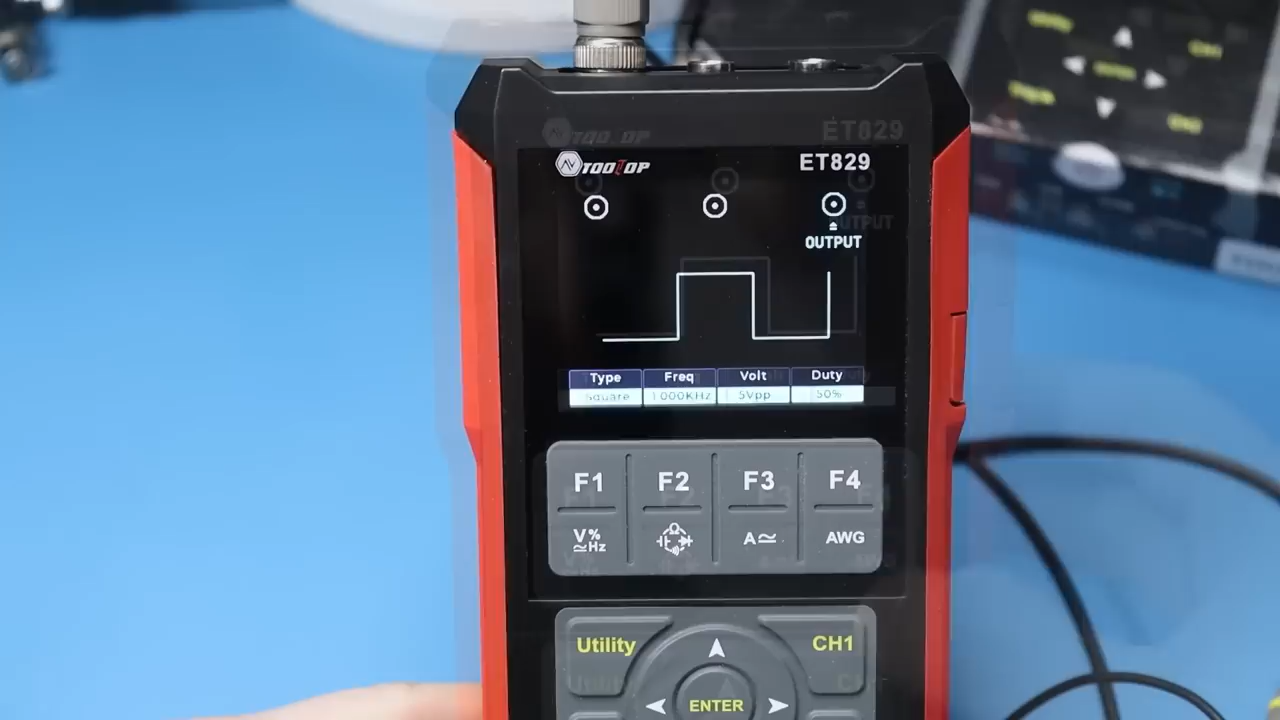 TOOLTOP ET829
OUTPUT
Type Freq Volt Duty
Square 1 000KHz 5Vpp 50%
F1 F2 F3 F4
V% ≃Hz Ω A≃ AWG
Utility CH1
ENTER